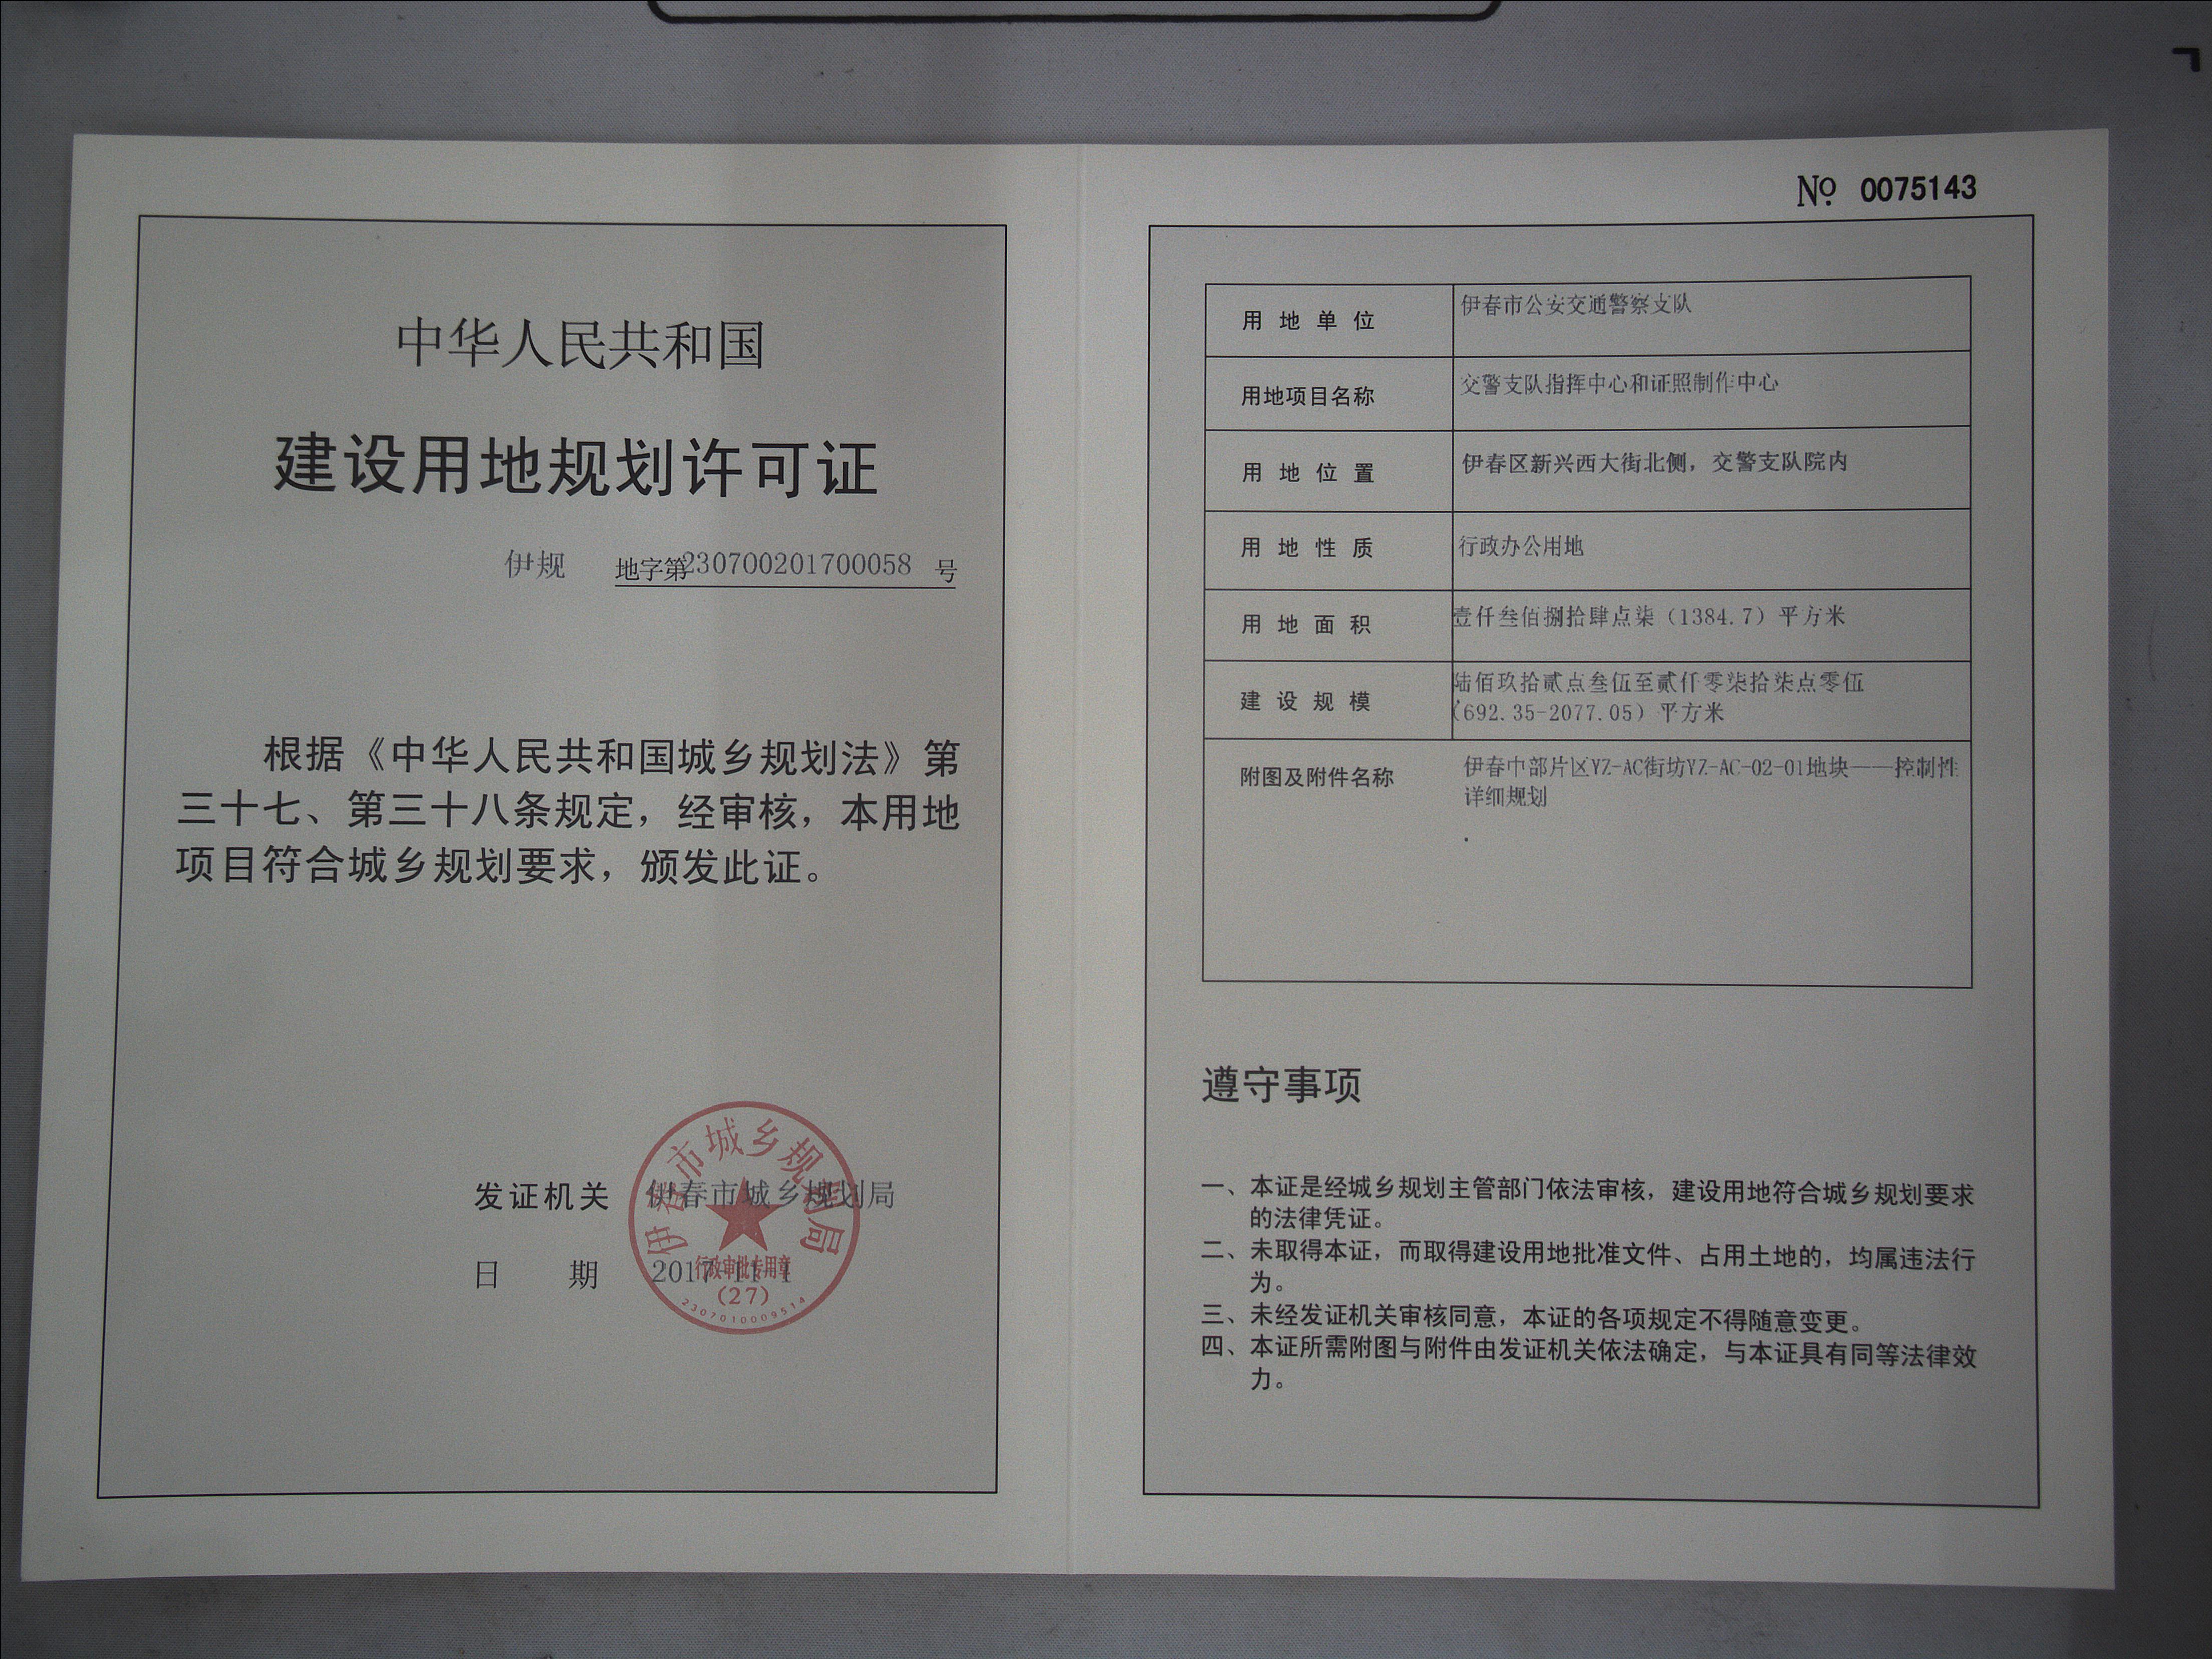 中华人民共和国
建设用地规划许可证
伊规 地字第230700201700058 号
根据《中华人民共和国城乡规划法》第
三十七、第三十八条规定，经审核，本用地
项目符合城乡规划要求，颁发此证。
发证机关 伊春市城乡规划局
日 期 2017 11 1
伊春市城乡规划局
行政审批专用章
(27)
2307010009514
№ 0075143
用地单位 伊春市公安交通警察支队
用地项目名称 交警支队指挥中心和证照制作中心
用地位置 伊春区新兴西大街北侧，交警支队院内
用地性质 行政办公用地
用地面积 壹仟叁佰捌拾肆点柒（1384.7）平方米
建设规模 陆佰玖拾贰点叁伍至贰仟零柒拾柒点零伍
（692.35-2077.05）平方米
附图及附件名称 伊春中部片区YZ-AC街坊YZ-AC-02-01地块——控制性
详细规划
遵守事项
一、本证是经城乡规划主管部门依法审核，建设用地符合城乡规划要求
的法律凭证。
二、未取得本证，而取得建设用地批准文件、占用土地的，均属违法行
为。
三、未经发证机关审核同意，本证的各项规定不得随意变更。
四、本证所需附图与附件由发证机关依法确定，与本证具有同等法律效
力。